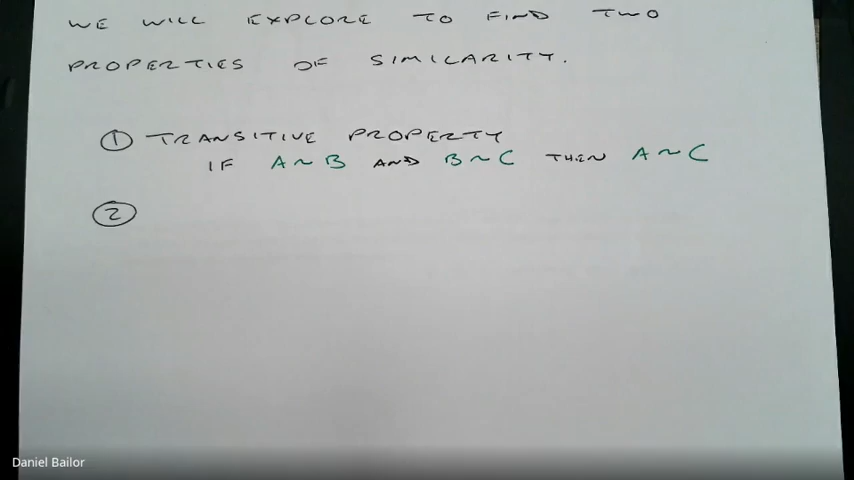 WE WILL EXPLORE TO FIND TWO
PROPERTIES OF SIMILARITY.
① TRANSITIVE PROPERTY
IF A ~ B AND B ~ C THEN A ~ C
②
Daniel Bailor